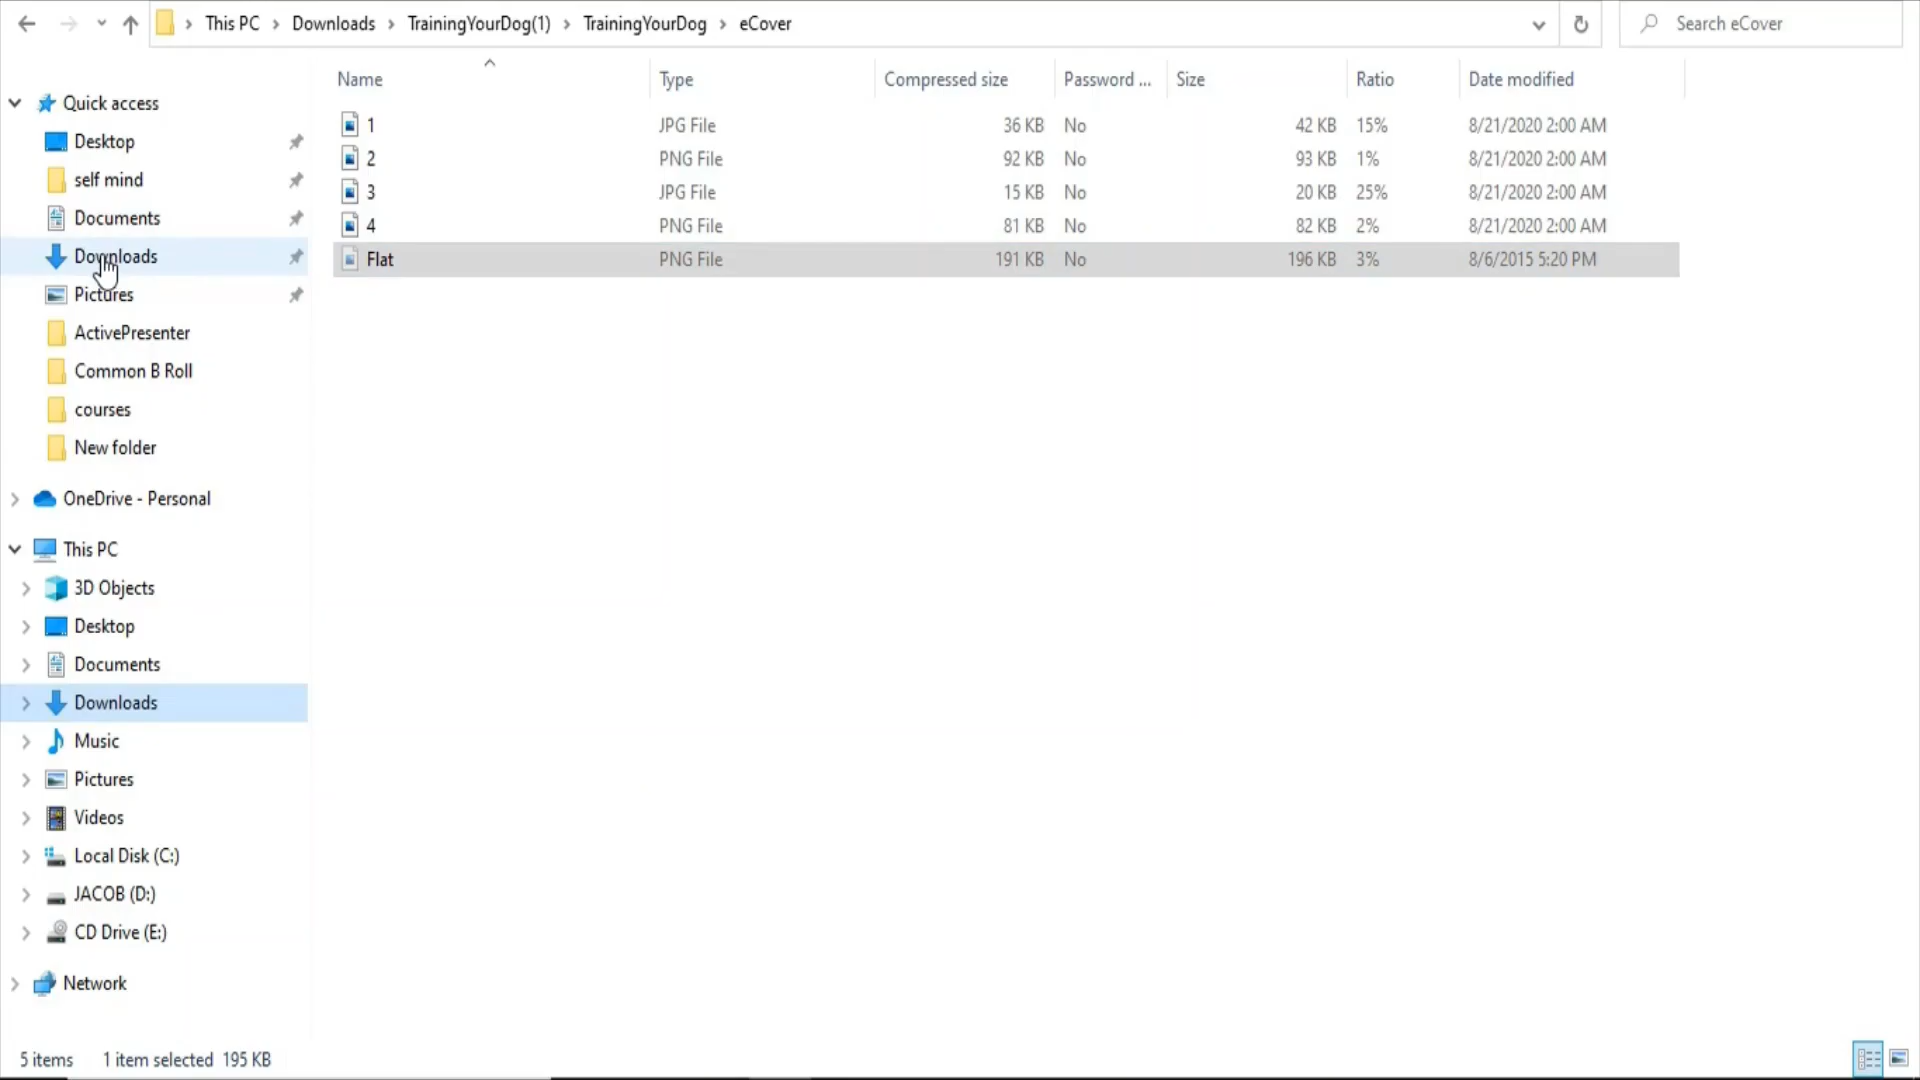 This PC > Downloads > TrainingYourDog(1) > TrainingYourDog > eCover
Search eCover
Name Type Compressed size Password ... Size Ratio Date modified
1 JPG File 36 KB No 42 KB 15% 8/21/2020 2:00 AM
2 PNG File 92 KB No 93 KB 1% 8/21/2020 2:00 AM
3 JPG File 15 KB No 20 KB 25% 8/21/2020 2:00 AM
4 PNG File 81 KB No 82 KB 2% 8/21/2020 2:00 AM
Flat PNG File 191 KB No 196 KB 3% 8/6/2015 5:20 PM
Quick access
Desktop
self mind
Documents
Downloads
Pictures
ActivePresenter
Common B Roll
courses
New folder
OneDrive - Personal
This PC
3D Objects
Desktop
Documents
Downloads
Music
Pictures
Videos
Local Disk (C:)
JACOB (D:)
CD Drive (E:)
Network
5 items 1 item selected 195 KB